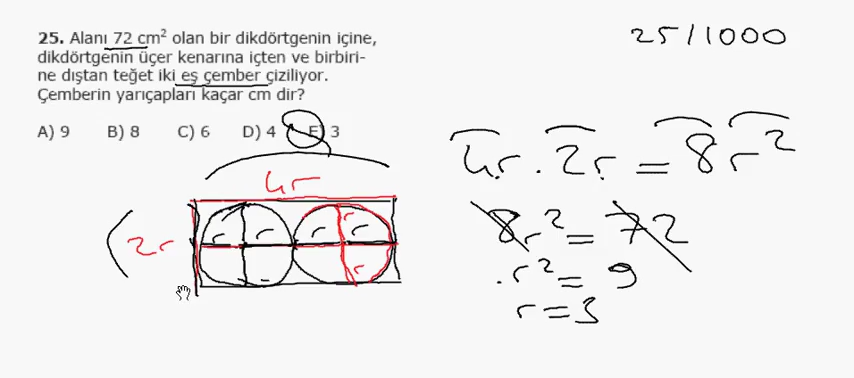 25. Alanı 72 cm² olan bir dikdörtgenin içine,
dikdörtgenin üçer kenarına içten ve birbiri-
ne dıştan teğet iki eş çember çiziliyor.
Çemberin yarıçapları kaçar cm dir?
A) 9 B) 8 C) 6 D) 4 E) 3
25/1000
4r . 2r = 8r²
8r² = 72
r² = 9
r = 3
4r
2r
r r r r
r
r